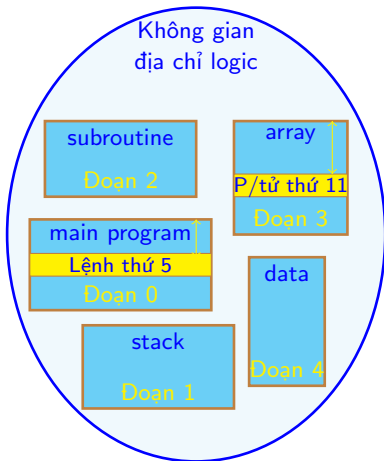 Không gian
địa chỉ logic
subroutine
Đoạn 2
array
P/tử thứ 11
Đoạn 3
main program
Lệnh thứ 5
Đoạn 0
data
Đoạn 4
stack
Đoạn 1